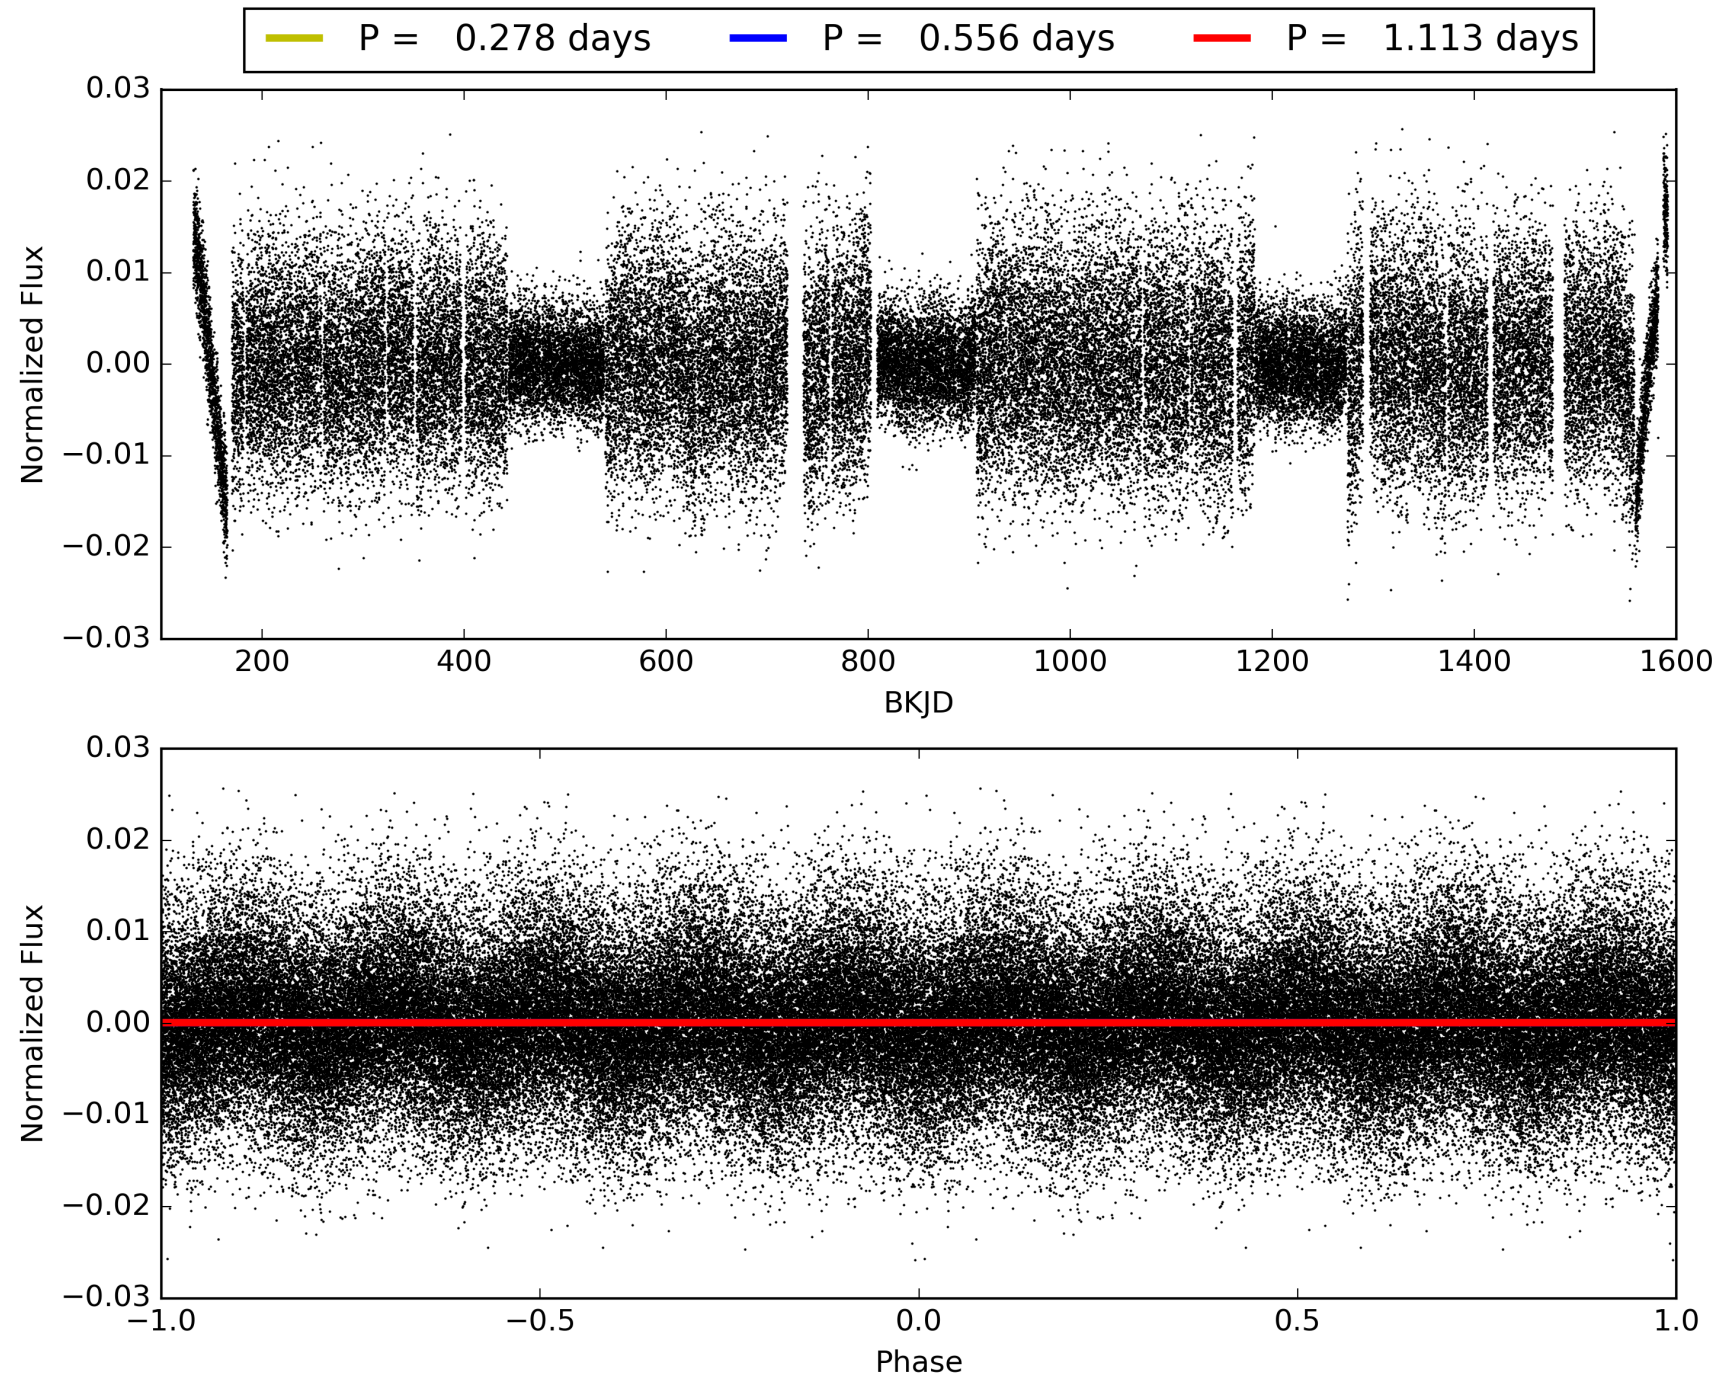 P = 0.278 days P = 0.556 days P = 1.113 days
0.03
0.02
0.01
0.00
−0.01
−0.02
−0.03
Normalized Flux
200 400 600 800 1000 1200 1400 1600
BKJD
0.03
0.02
0.01
0.00
−0.01
−0.02
−0.03
Normalized Flux
−1.0 −0.5 0.0 0.5 1.0
Phase